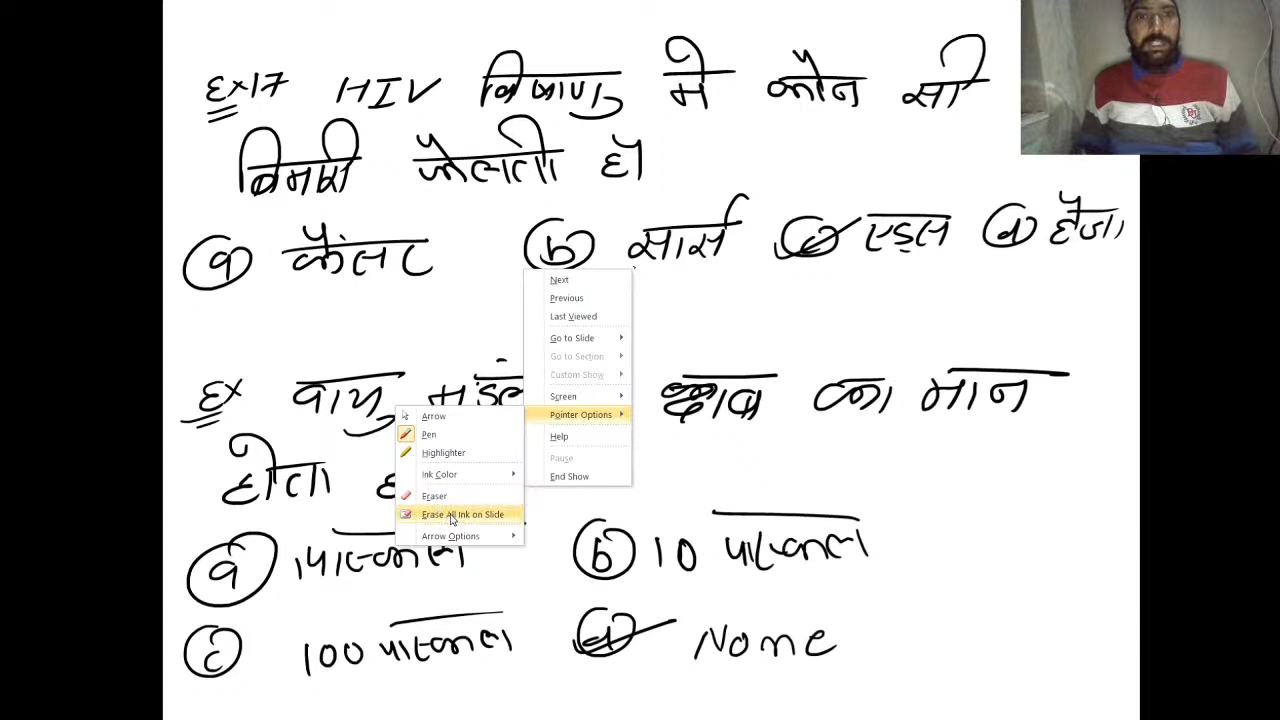 Ex17 HIV विषाणु में कौन सी
बिमारी फैलती है
a कैंसर b सार्स c एड्स d हैजा
Ex वायु दाब का मान
होता
a 1 पास्कल b 10 पास्कल
c 100 पास्कल d None
Next
Previous
Last Viewed
Go to Slide
Go to Section
Custom Show
Screen
Pointer Options
Help
Pause
End Show
Arrow
Pen
Highlighter
Ink Color
Eraser
Erase All Ink on Slide
Arrow Options